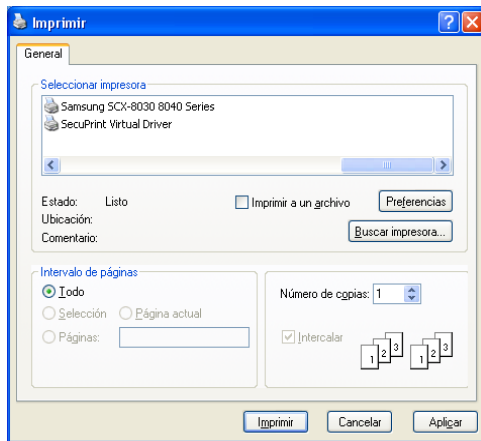 Imprimir
General
Seleccionar impresora
Samsung SCX-8030 8040 Series
SecuPrint Virtual Driver
Estado: Listo
Imprimir a un archivo
Preferencias
Ubicación:
Comentario:
Buscar impresora...
Intervalo de páginas
Todo
Selección
Página actual
Páginas:
Número de copias: 1
Intercalar
1 2 3 1 2 3
Imprimir
Cancelar
Aplicar